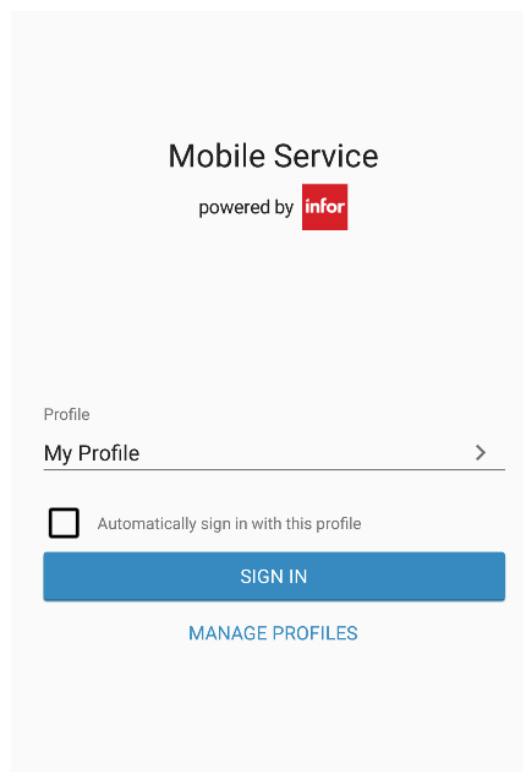 Mobile Service
powered by infor
Profile
My Profile
Automatically sign in with this profile
SIGN IN
MANAGE PROFILES